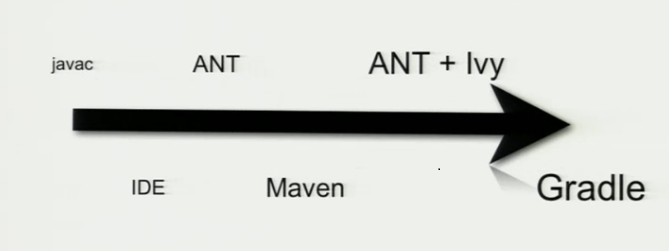 javac
ANT
ANT + Ivy
IDE
Maven
Gradle